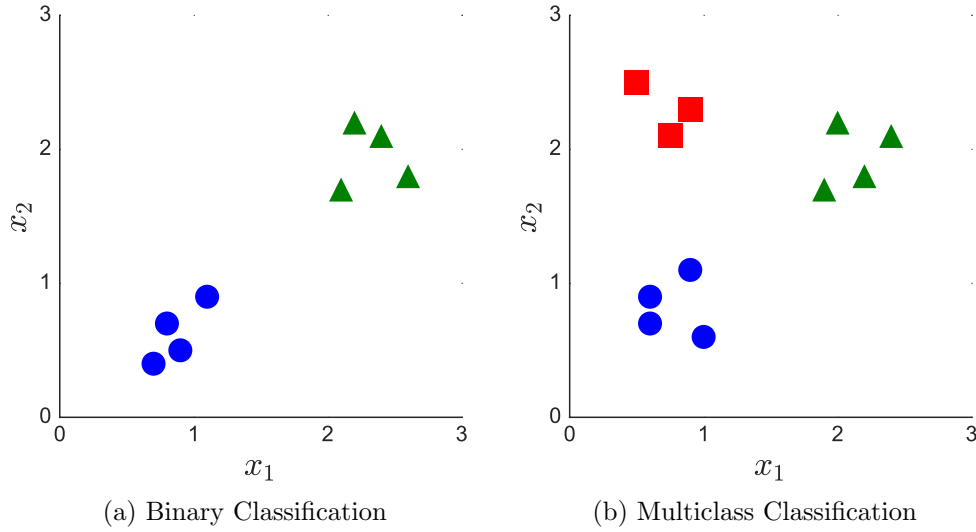 3
2
1
0
x₂
0
1
2
3
x₁
(a) Binary Classification
3
2
1
0
x₂
0
1
2
3
x₁
(b) Multiclass Classification